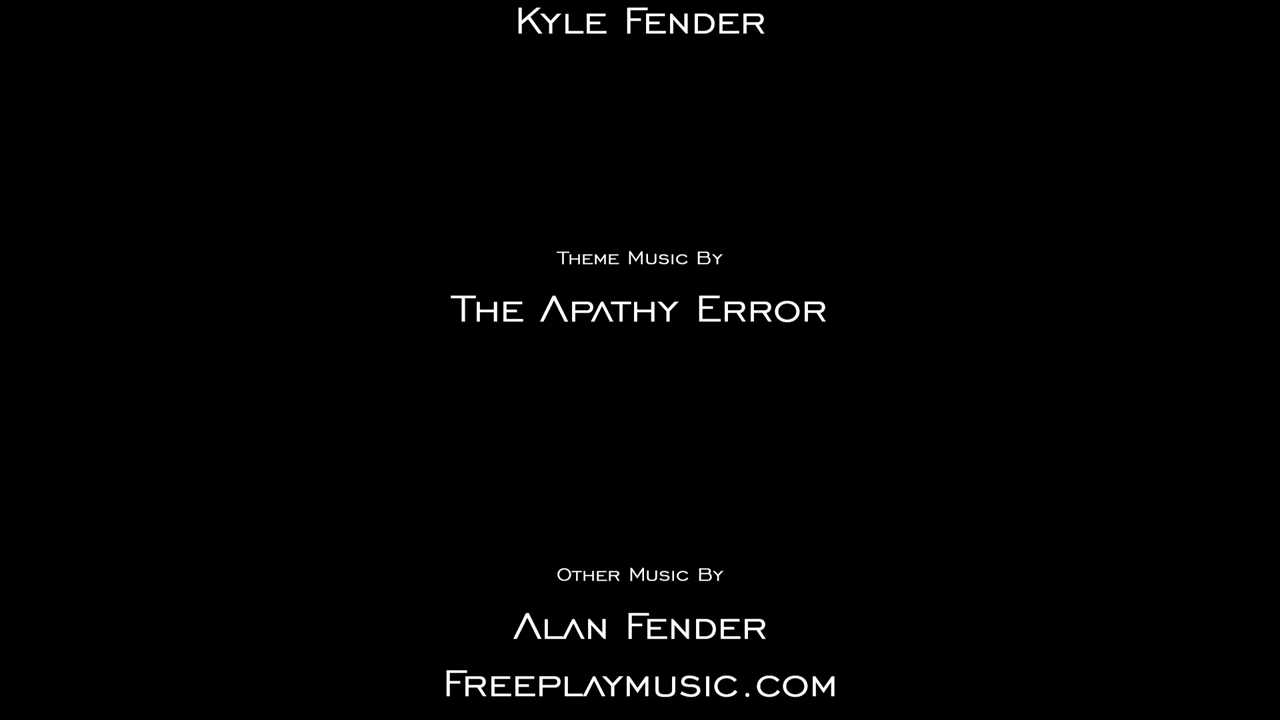 Kyle Fender
Theme Music By
The Apathy Error
Other Music By
Alan Fender
Freeplaymusic.com